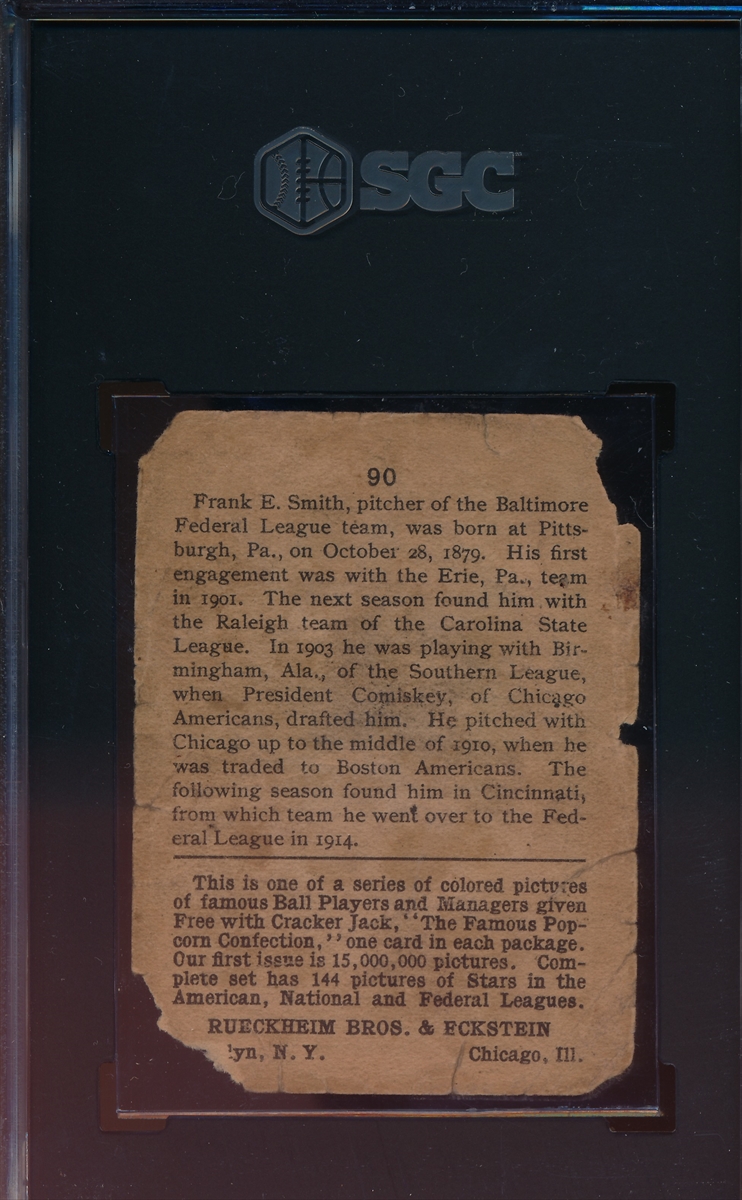 SGC
90
Frank E. Smith, pitcher of the Baltimore
Federal League team, was born at Pitts-
burgh, Pa., on October 28, 1879. His first
engagement was with the Erie, Pa., team
in 1901. The next season found him with
the Raleigh team of the Carolina State
League. In 1903 he was playing with Bir-
mingham, Ala., of the Southern League,
when President Comiskey, of Chicago
Americans, drafted him. He pitched with
Chicago up to the middle of 1910, when he
was traded to Boston Americans. The
following season found him in Cincinnati,
from which team he went over to the Fed-
eral League in 1914.
This is one of a series of colored pictures
of famous Ball Players and Managers given
Free with Cracker Jack, "The Famous Pop-
corn Confection," one card in each package.
Our first issue is 15,000,000 pictures. Com-
plete set has 144 pictures of Stars in the
American, National and Federal Leagues.
RUECKHEIM BROS. & ECKSTEIN
lyn, N. Y. Chicago, Ill.